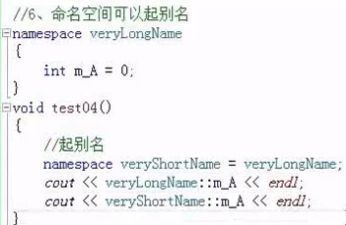 //6、命名空间可以起别名
namespace veryLongName
{
    int m_A = 0;
}
void test04()
{
    //起别名
    namespace veryShortName = veryLongName;
    cout << veryLongName::m_A << endl;
    cout << veryShortName::m_A << endl;
}